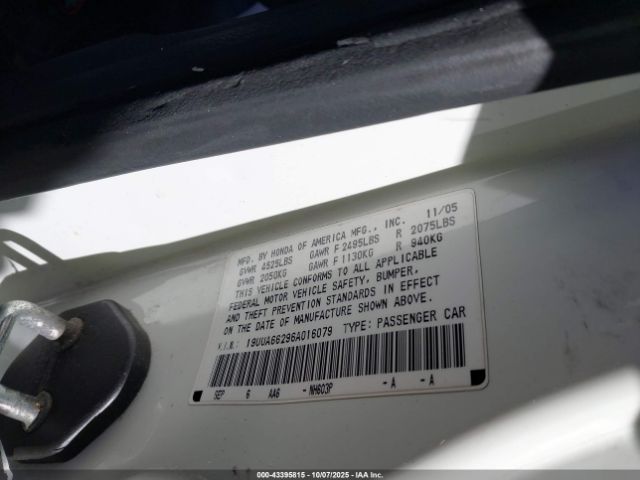 MFD. BY HONDA OF AMERICA MFG., INC. 11/05
GVWR 4525LBS GAWR F 2495LBS R 2075LBS
GVWR 2050KG GAWR F 1130KG R 940KG
THIS VEHICLE CONFORMS TO ALL APPLICABLE
FEDERAL MOTOR VEHICLE SAFETY, BUMPER,
AND THEFT PREVENTION STANDARDS IN EFFECT
ON THE DATE OF MANUFACTURE SHOWN ABOVE.
V.I.N.: 19UUA66296A016079 TYPE: PASSENGER CAR
SEP 6 AA6 -NH603P -A -A
000-43395815 - 10/07/2025 - IAAI.COM